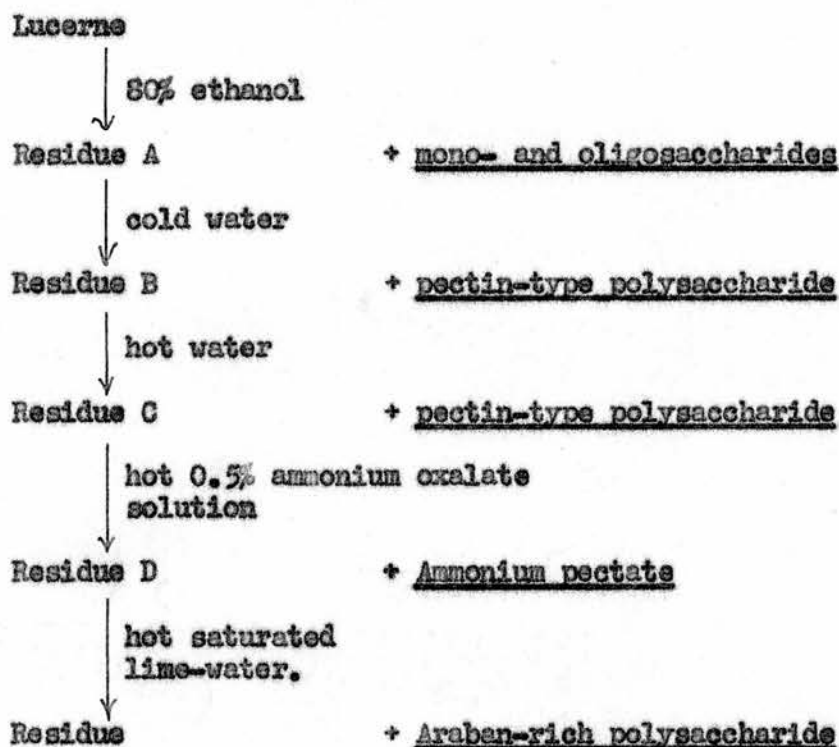 Lucerne
80% ethanol
Residue A + mono- and oligosaccharides
cold water
Residue B + pectin-type polysaccharide
hot water
Residue C + pectin-type polysaccharide
hot 0.5% ammonium oxalate
solution
Residue D + Ammonium pectate
hot saturated
lime-water.
Residue + Araban-rich polysaccharide